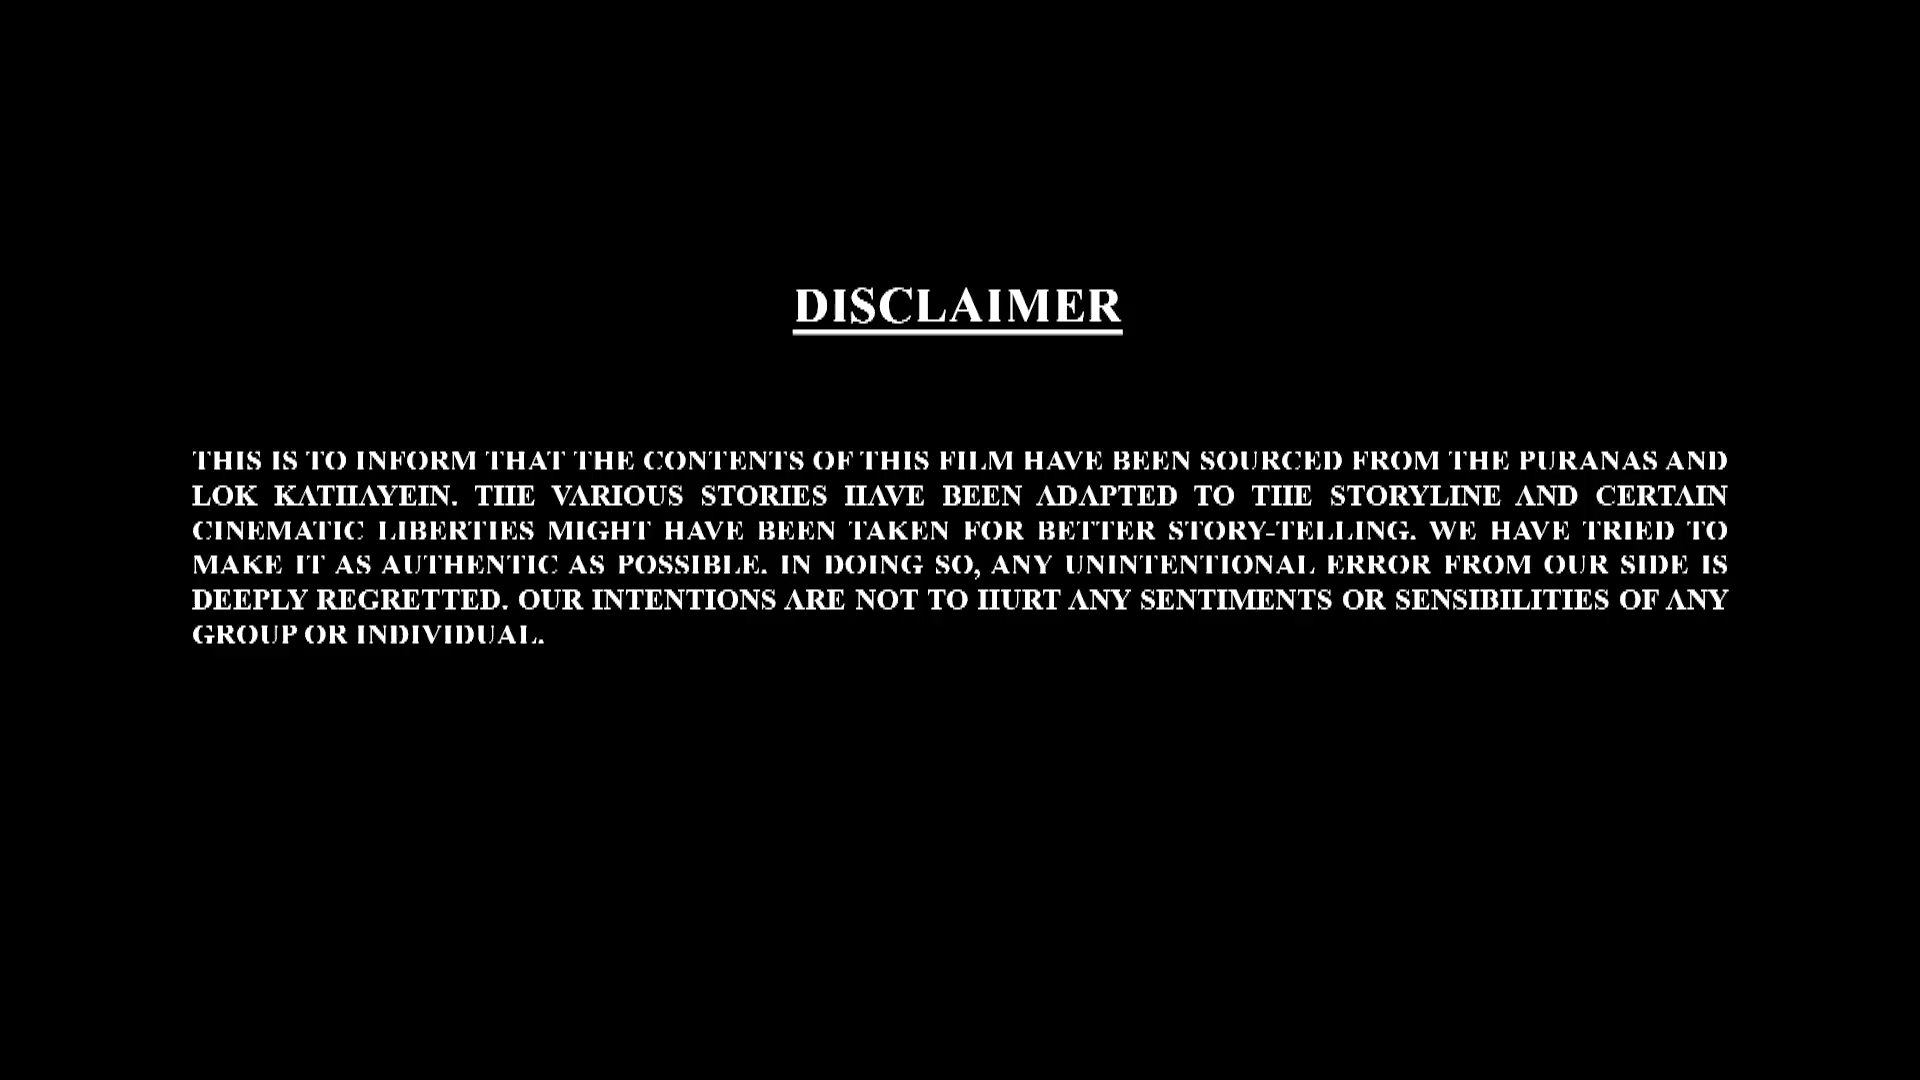 DISCLAIMER
THIS IS TO INFORM THAT THE CONTENTS OF THIS FILM HAVE BEEN SOURCED FROM THE PURANAS AND
LOK KATHAYEIN. THE VARIOUS STORIES HAVE BEEN ADAPTED TO THE STORYLINE AND CERTAIN
CINEMATIC LIBERTIES MIGHT HAVE BEEN TAKEN FOR BETTER STORY-TELLING. WE HAVE TRIED TO
MAKE IT AS AUTHENTIC AS POSSIBLE. IN DOING SO, ANY UNINTENTIONAL ERROR FROM OUR SIDE IS
DEEPLY REGRETTED. OUR INTENTIONS ARE NOT TO HURT ANY SENTIMENTS OR SENSIBILITIES OF ANY
GROUP OR INDIVIDUAL.